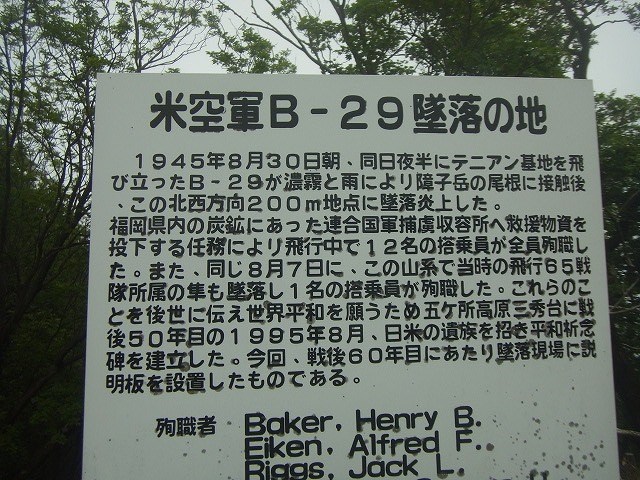 米空軍B-29墜落の地
1945年8月30日朝、同日夜半にテニアン基地を飛
び立ったB-29が濃霧と雨により障子岳の尾根に接触後
、この北西方向200m地点に墜落炎上した。
福岡県内の炭鉱にあった連合国軍捕虜収容所へ救援物資を
投下する任務により飛行中で12名の搭乗員が全員殉職し
た。また、同じ8月7日に、この山系で当時の飛行65戦
隊所属の隼も墜落し1名の搭乗員が殉職した。これらのこ
とを後世に伝え世界平和を願うため五ケ所高原三秀台に戦
後50年目の1995年8月、日米の遺族を招き平和祈念
碑を建立した。今回、戦後60年目にあたり墜落現場に説
明板を設置したものである。
殉職者 Baker, Henry B.
Eiken, Alfred F.
Riggs, Jack L.